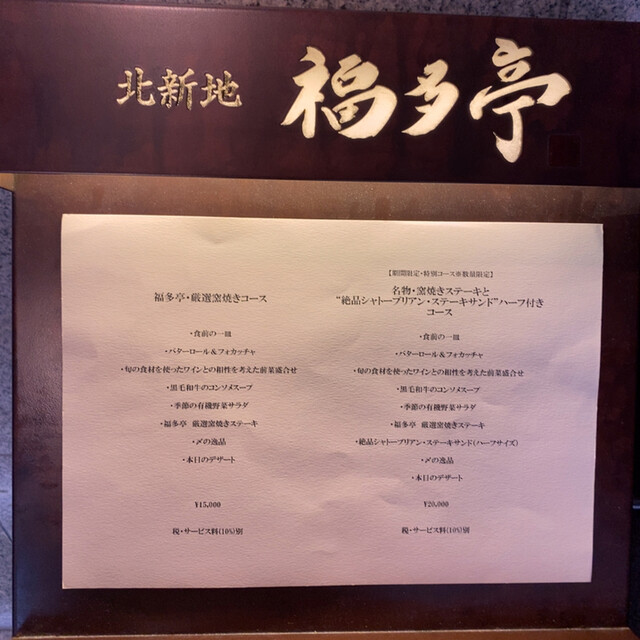 北新地 福多亭
福多亭・厳選窯焼きコース
・食前の一皿
・バターロール＆フォカッチャ
・旬の食材を使ったワインとの相性を考えた前菜盛合せ
・黒毛和牛のコンソメスープ
・季節の有機野菜サラダ
・福多亭 厳選窯焼きステーキ
・〆の逸品
・本日のデザート
¥15,000
税・サービス料(10%)別
【期間限定・特別コース※数量限定】
名物・窯焼きステーキと
“絶品シャトーブリアン・ステーキサンド”ハーフ付き
コース
・食前の一皿
・バターロール＆フォカッチャ
・旬の食材を使ったワインとの相性を考えた前菜盛合せ
・黒毛和牛のコンソメスープ
・季節の有機野菜サラダ
・福多亭 厳選窯焼きステーキ
・絶品シャトーブリアン・ステーキサンド(ハーフサイズ)
・〆の逸品
・本日のデザート
¥20,000
税・サービス料(10%)別